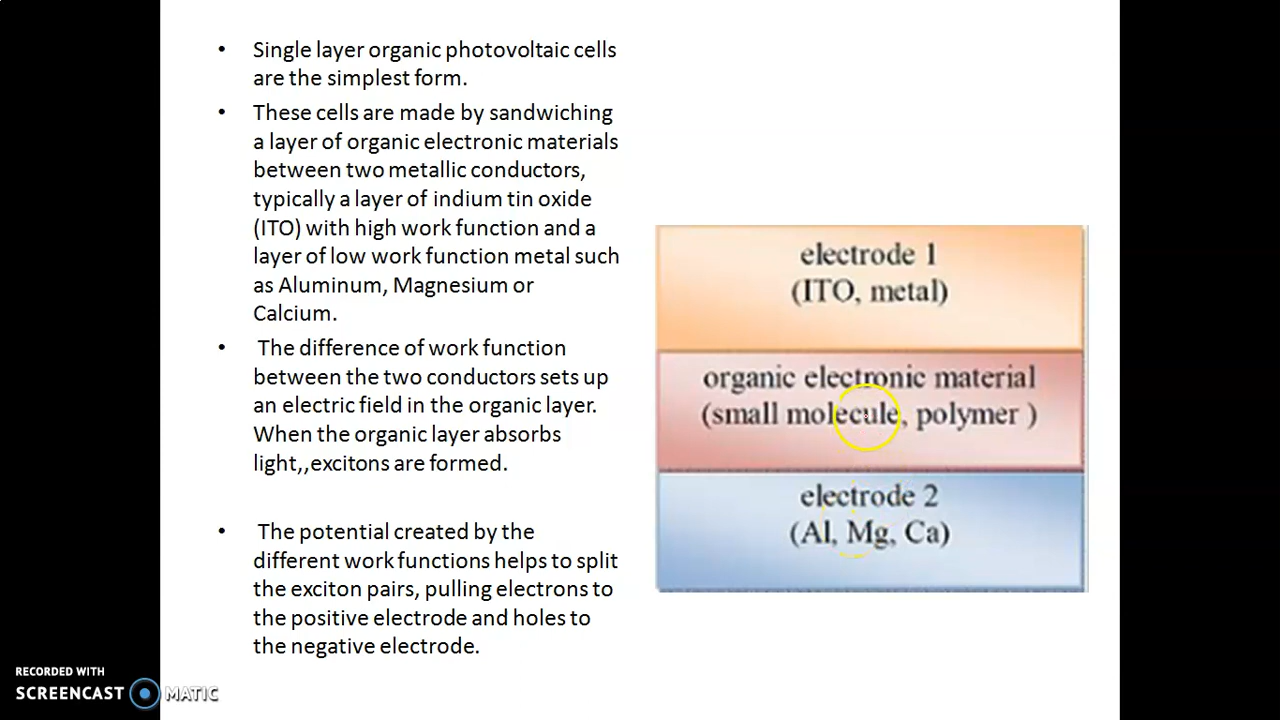 • Single layer organic photovoltaic cells
are the simplest form.
• These cells are made by sandwiching
a layer of organic electronic materials
between two metallic conductors,
typically a layer of indium tin oxide
(ITO) with high work function and a
layer of low work function metal such
as Aluminum, Magnesium or
Calcium.
• The difference of work function
between the two conductors sets up
an electric field in the organic layer.
When the organic layer absorbs
light,,excitons are formed.
• The potential created by the
different work functions helps to split
the exciton pairs, pulling electrons to
the positive electrode and holes to
the negative electrode.
electrode 1
(ITO, metal)
organic electronic material
(small molecule, polymer )
electrode 2
(Al, Mg, Ca)
RECORDED WITH
SCREENCAST MATIC